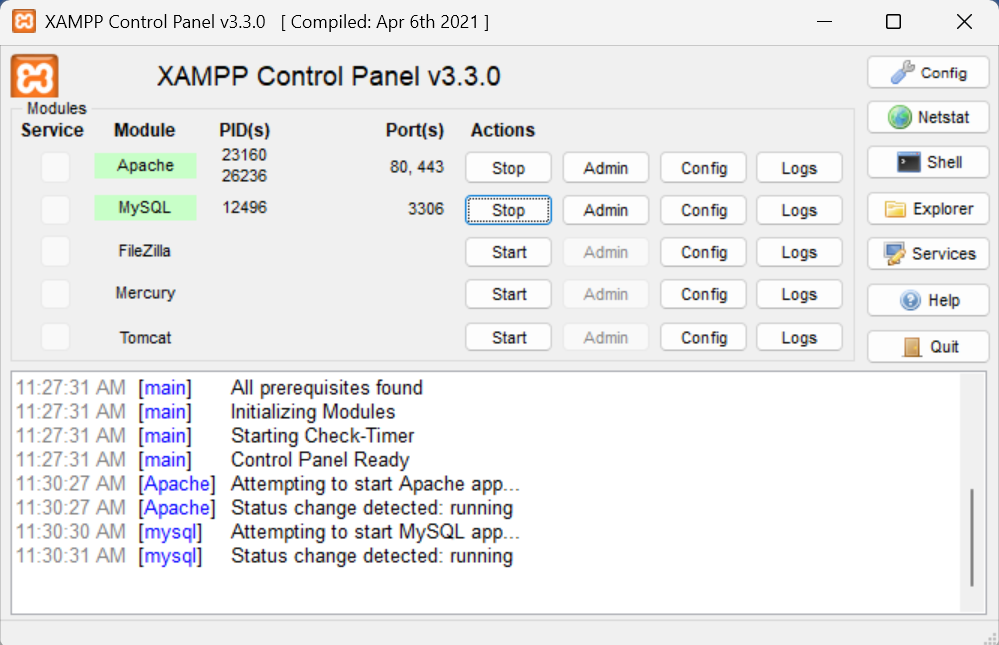 XAMPP Control Panel v3.3.0 [ Compiled: Apr 6th 2021 ]
XAMPP Control Panel v3.3.0
Config
Modules
Service Module PID(s) Port(s) Actions
Netstat
Apache 23160 26236 80, 443 Stop Admin Config Logs
Shell
MySQL 12496 3306 Stop Admin Config Logs
Explorer
FileZilla Start Admin Config Logs
Services
Mercury Start Admin Config Logs
Help
Tomcat Start Admin Config Logs
Quit
11:27:31 AM [main] All prerequisites found
11:27:31 AM [main] Initializing Modules
11:27:31 AM [main] Starting Check-Timer
11:27:31 AM [main] Control Panel Ready
11:30:27 AM [Apache] Attempting to start Apache app...
11:30:27 AM [Apache] Status change detected: running
11:30:30 AM [mysql] Attempting to start MySQL app...
11:30:31 AM [mysql] Status change detected: running